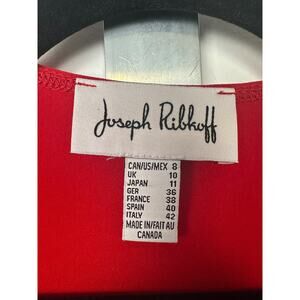 Joseph Ribkoff
CAN/US/MEX 8
UK 10
JAPAN 11
GER 36
FRANCE 38
SPAIN 40
ITALY 42
MADE IN/FAIT AU
CANADA